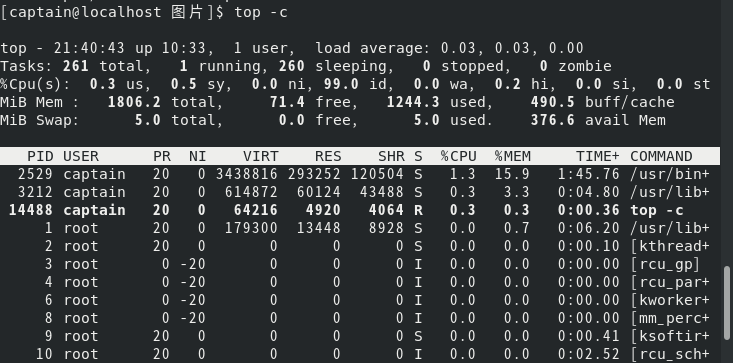 [captain@localhost 图片]$ top -c
top - 21:40:43 up 10:33,  1 user,  load average: 0.03, 0.03, 0.00
Tasks: 261 total,   1 running, 260 sleeping,   0 stopped,   0 zombie
%Cpu(s):  0.3 us,  0.5 sy,  0.0 ni, 99.0 id,  0.0 wa,  0.2 hi,  0.0 si,  0.0 st
MiB Mem :   1806.2 total,     71.4 free,   1244.3 used,    490.5 buff/cache
MiB Swap:      5.0 total,      0.0 free,      5.0 used.    376.6 avail Mem
PID USER      PR  NI    VIRT    RES    SHR S  %CPU  %MEM     TIME+ COMMAND
2529 captain   20   0 3438816 293252 120504 S   1.3  15.9   1:45.76 /usr/bin+
3212 captain   20   0  614872  60124  43488 S   0.3   3.3   0:04.80 /usr/lib+
14488 captain   20   0   64216   4920   4064 R   0.3   0.3   0:00.36 top -c
1 root      20   0  179300  13448   8928 S   0.0   0.7   0:06.20 /usr/lib+
2 root      20   0       0      0      0 S   0.0   0.0   0:00.10 [kthread+
3 root       0 -20       0      0      0 I   0.0   0.0   0:00.00 [rcu_gp]
4 root       0 -20       0      0      0 I   0.0   0.0   0:00.00 [rcu_par+
6 root       0 -20       0      0      0 I   0.0   0.0   0:00.00 [kworker+
8 root       0 -20       0      0      0 I   0.0   0.0   0:00.00 [mm_perc+
9 root      20   0       0      0      0 S   0.0   0.0   0:00.41 [ksoftir+
10 root      20   0       0      0      0 I   0.0   0.0   0:02.52 [rcu_sch+